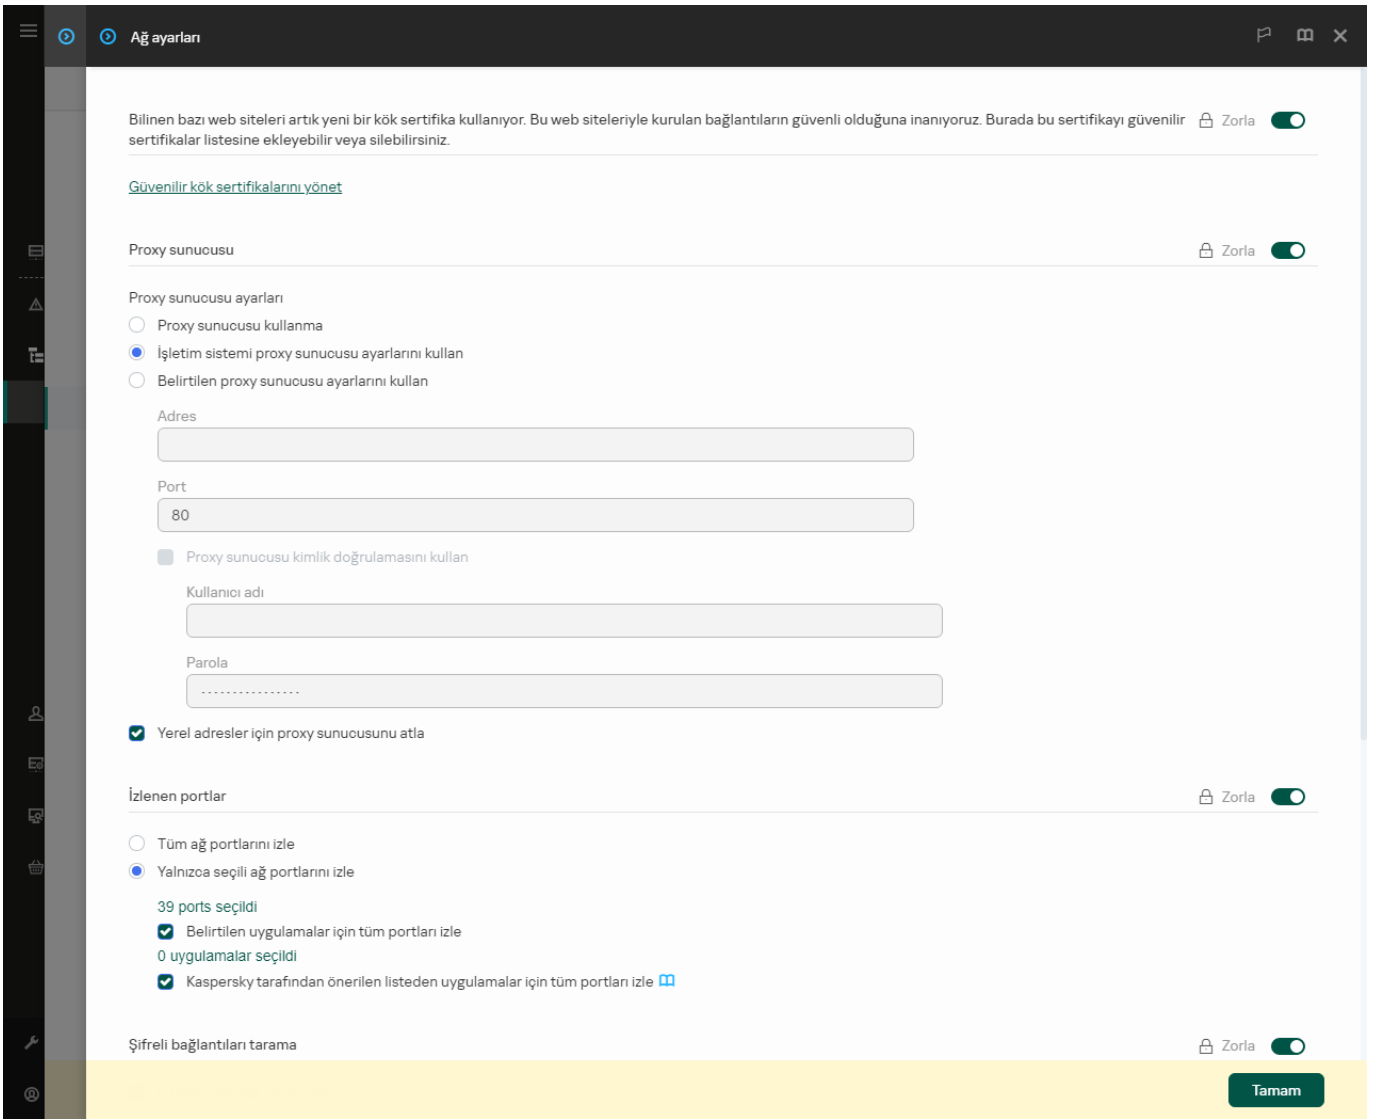 Ağ ayarları
Bilinen bazı web siteleri artık yeni bir kök sertifika kullanıyor. Bu web siteleriyle kurulan bağlantıların güvenli olduğuna inanıyoruz. Burada bu sertifikayı güvenilir
sertifikalar listesine ekleyebilir veya silebilirsiniz.
Zorla
Güvenilir kök sertifikalarını yönet
Proxy sunucusu
Zorla
Proxy sunucusu ayarları
Proxy sunucusu kullanma
İşletim sistemi proxy sunucusu ayarlarını kullan
Belirtilen proxy sunucusu ayarlarını kullan
Adres
Port
80
Proxy sunucusu kimlik doğrulamasını kullan
Kullanıcı adı
Parola
Yerel adresler için proxy sunucusunu atla
İzlenen portlar
Zorla
Tüm ağ portlarını izle
Yalnızca seçili ağ portlarını izle
39 ports seçildi
Belirtilen uygulamalar için tüm portları izle
0 uygulamalar seçildi
Kaspersky tarafından önerilen listeden uygulamalar için tüm portları izle
Şifreli bağlantıları tarama
Zorla
Tamam